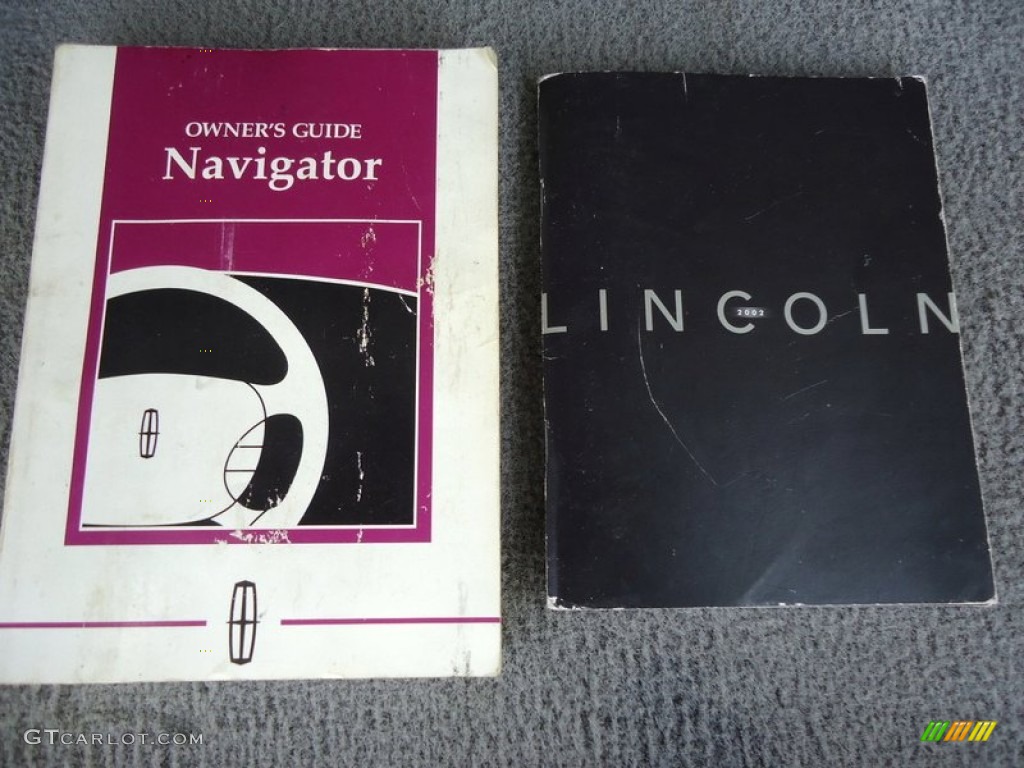 OWNER'S GUIDE
Navigator
LINCOLN
2002
GTCARLOT.COM